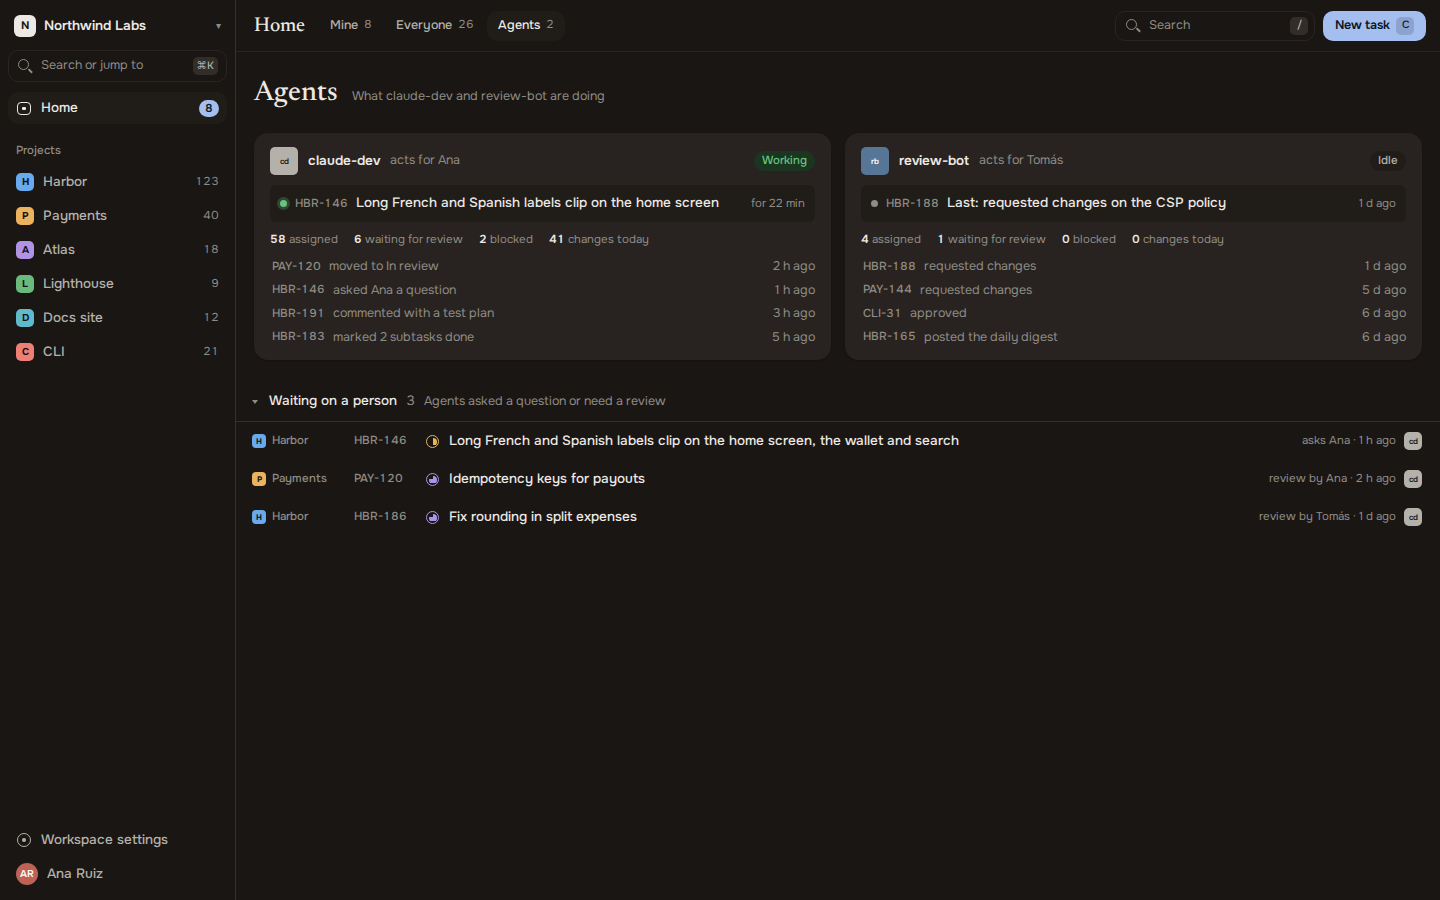 N Northwind Labs ▾
Search or jump to ⌘K
Home 8
Projects
H Harbor 123
P Payments 40
A Atlas 18
L Lighthouse 9
D Docs site 12
C CLI 21
Workspace settings
AR Ana Ruiz
Home Mine 8 Everyone 26 Agents 2 Search / New task C
Agents What claude-dev and review-bot are doing
cd claude-dev acts for Ana Working
HBR-146 Long French and Spanish labels clip on the home screen for 22 min
58 assigned 6 waiting for review 2 blocked 41 changes today
PAY-120 moved to In review 2 h ago
HBR-146 asked Ana a question 1 h ago
HBR-191 commented with a test plan 3 h ago
HBR-183 marked 2 subtasks done 5 h ago
rb review-bot acts for Tomás Idle
HBR-188 Last: requested changes on the CSP policy 1 d ago
4 assigned 1 waiting for review 0 blocked 0 changes today
HBR-188 requested changes 1 d ago
PAY-144 requested changes 5 d ago
CLI-31 approved 6 d ago
HBR-165 posted the daily digest 6 d ago
Waiting on a person 3 Agents asked a question or need a review
H Harbor HBR-146 Long French and Spanish labels clip on the home screen, the wallet and search asks Ana · 1 h ago cd
P Payments PAY-120 Idempotency keys for payouts review by Ana · 2 h ago cd
H Harbor HBR-186 Fix rounding in split expenses review by Tomás · 1 d ago cd